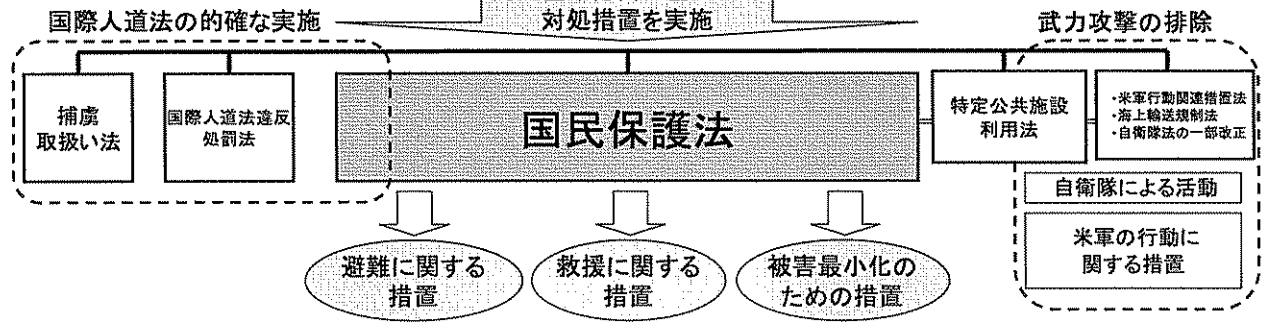 国際人道法の的確な実施
対処措置を実施
武力攻撃の排除
捕虜
取扱い法
国際人道法違反
処罰法
国民保護法
特定公共施設
利用法
・米軍行動関連措置法
・海上輸送規制法
・自衛隊法の一部改正
自衛隊による活動
米軍の行動に
関する措置
避難に関する
措置
救援に関する
措置
被害最小化の
ための措置